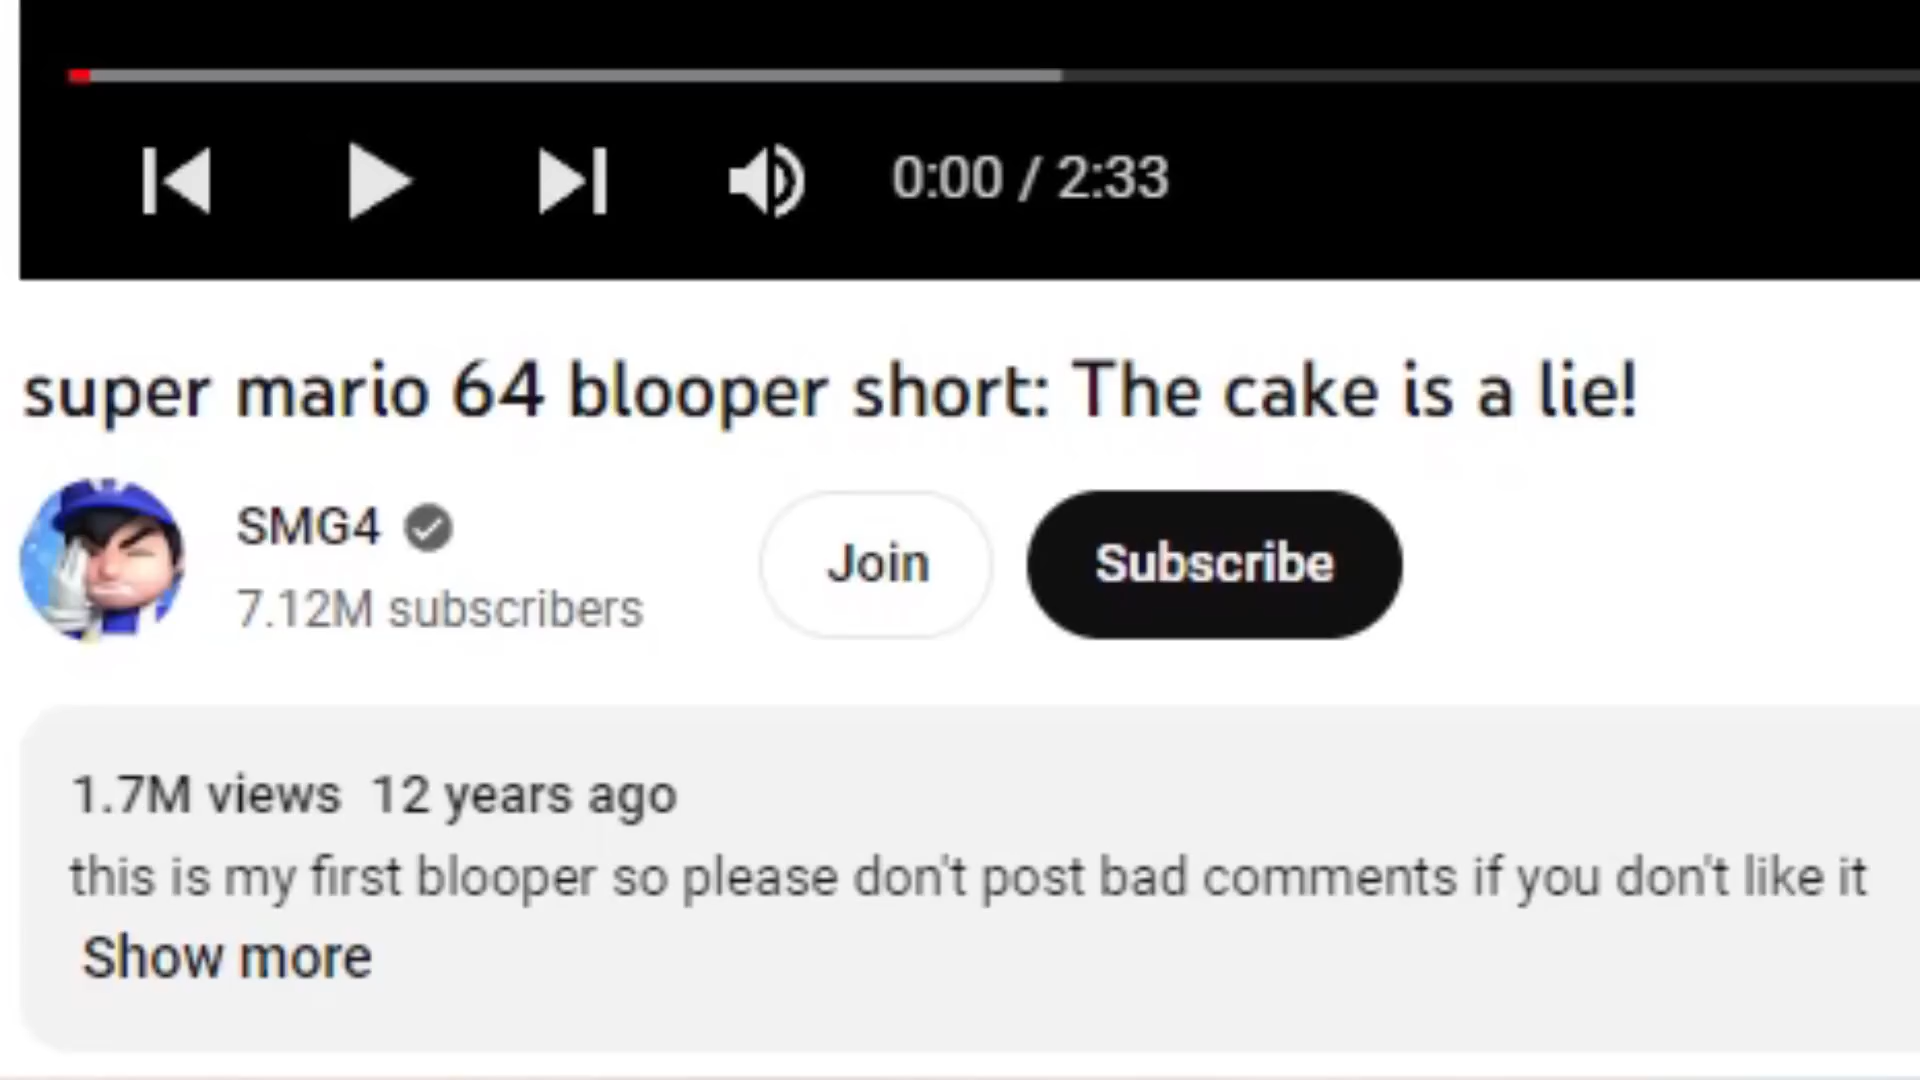 0:00 / 2:33
super mario 64 blooper short: The cake is a lie!
SMG4
Join
Subscribe
7.12M subscribers
1.7M views 12 years ago
this is my first blooper so please don't post bad comments if you don't like it
Show more